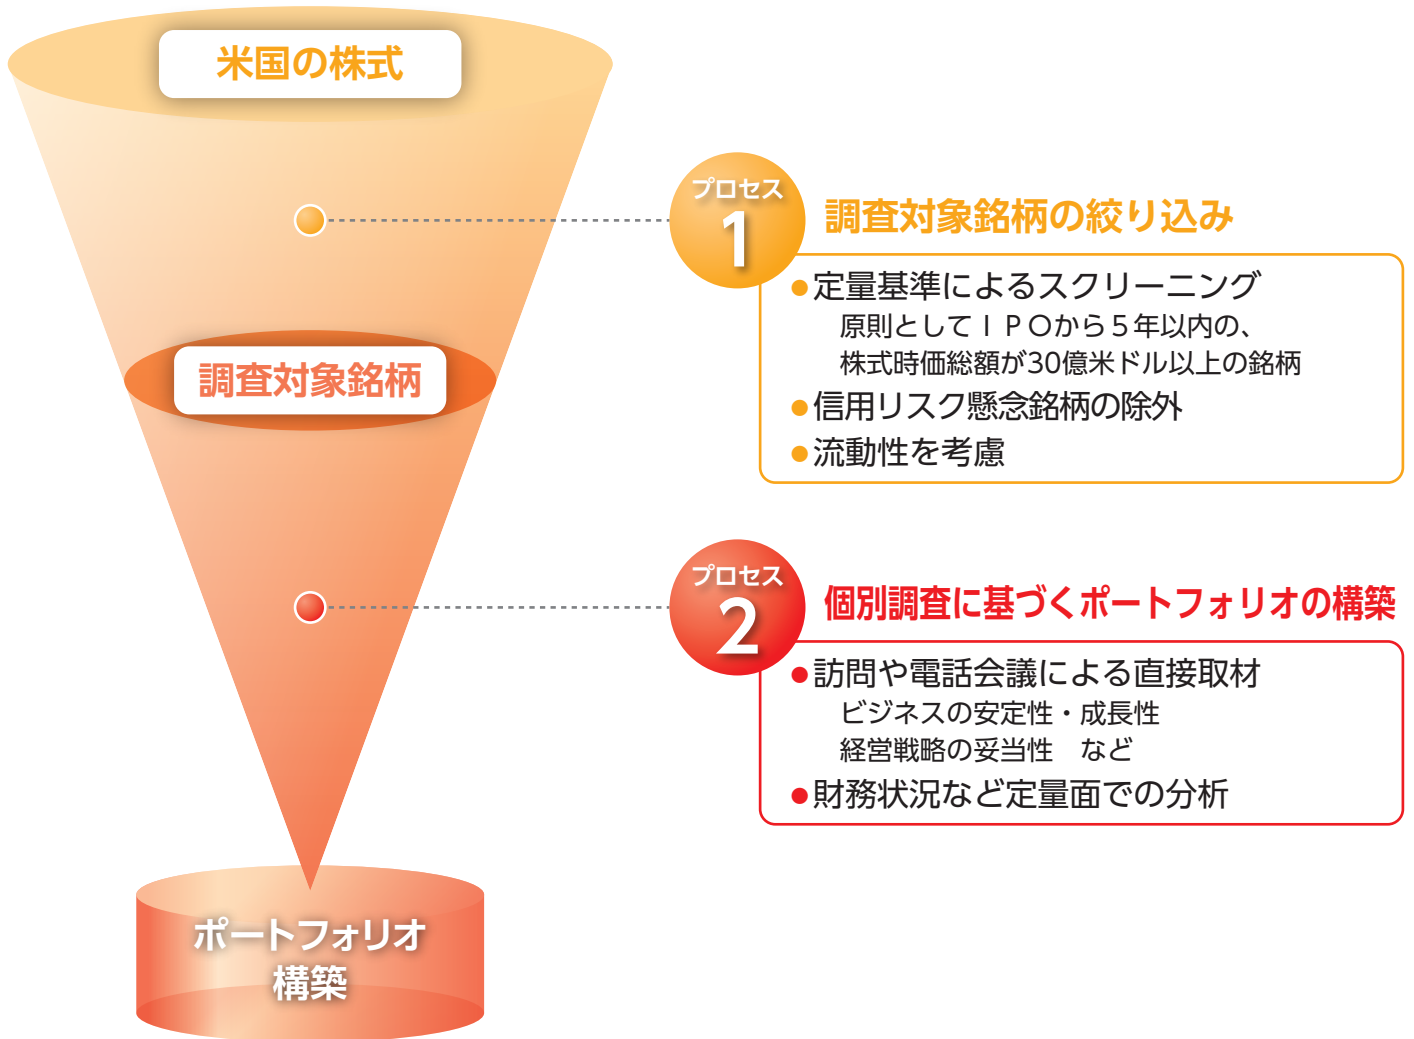 米国の株式
プロセス
1
調査対象銘柄の絞り込み
●定量基準によるスクリーニング
原則としてＩＰＯから５年以内の、
株式時価総額が30億米ドル以上の銘柄
●信用リスク懸念銘柄の除外
●流動性を考慮
調査対象銘柄
プロセス
2
個別調査に基づくポートフォリオの構築
●訪問や電話会議による直接取材
ビジネスの安定性・成長性
経営戦略の妥当性　など
●財務状況など定量面での分析
ポートフォリオ
構築